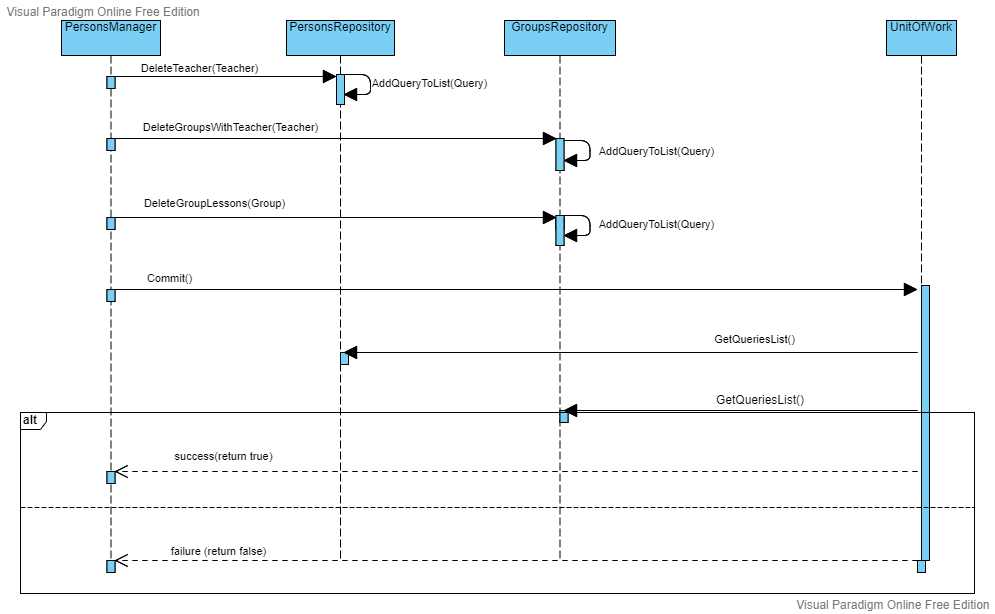 Visual Paradigm Online Free Edition
PersonsManager
PersonsRepository
GroupsRepository
UnitOfWork
DeleteTeacher(Teacher)
AddQueryToList(Query)
DeleteGroupsWithTeacher(Teacher)
AddQueryToList(Query)
DeleteGroupLessons(Group)
AddQueryToList(Query)
Commit()
GetQueriesList()
GetQueriesList()
alt
success(return true)
failure (return false)
Visual Paradigm Online Free Edition